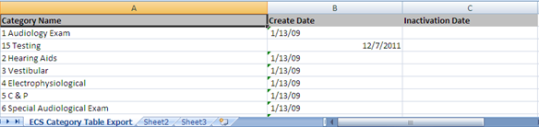 A B C
Category Name Create Date Inactivation Date
1 Audiology Exam 1/13/09
15 Testing 12/7/2011
2 Hearing Aids 1/13/09
3 Vestibular 1/13/09
4 Electrophysiological 1/13/09
5 C & P 1/13/09
6 Special Audiological Exam 1/13/09
ECS Category Table Export Sheet2 Sheet3